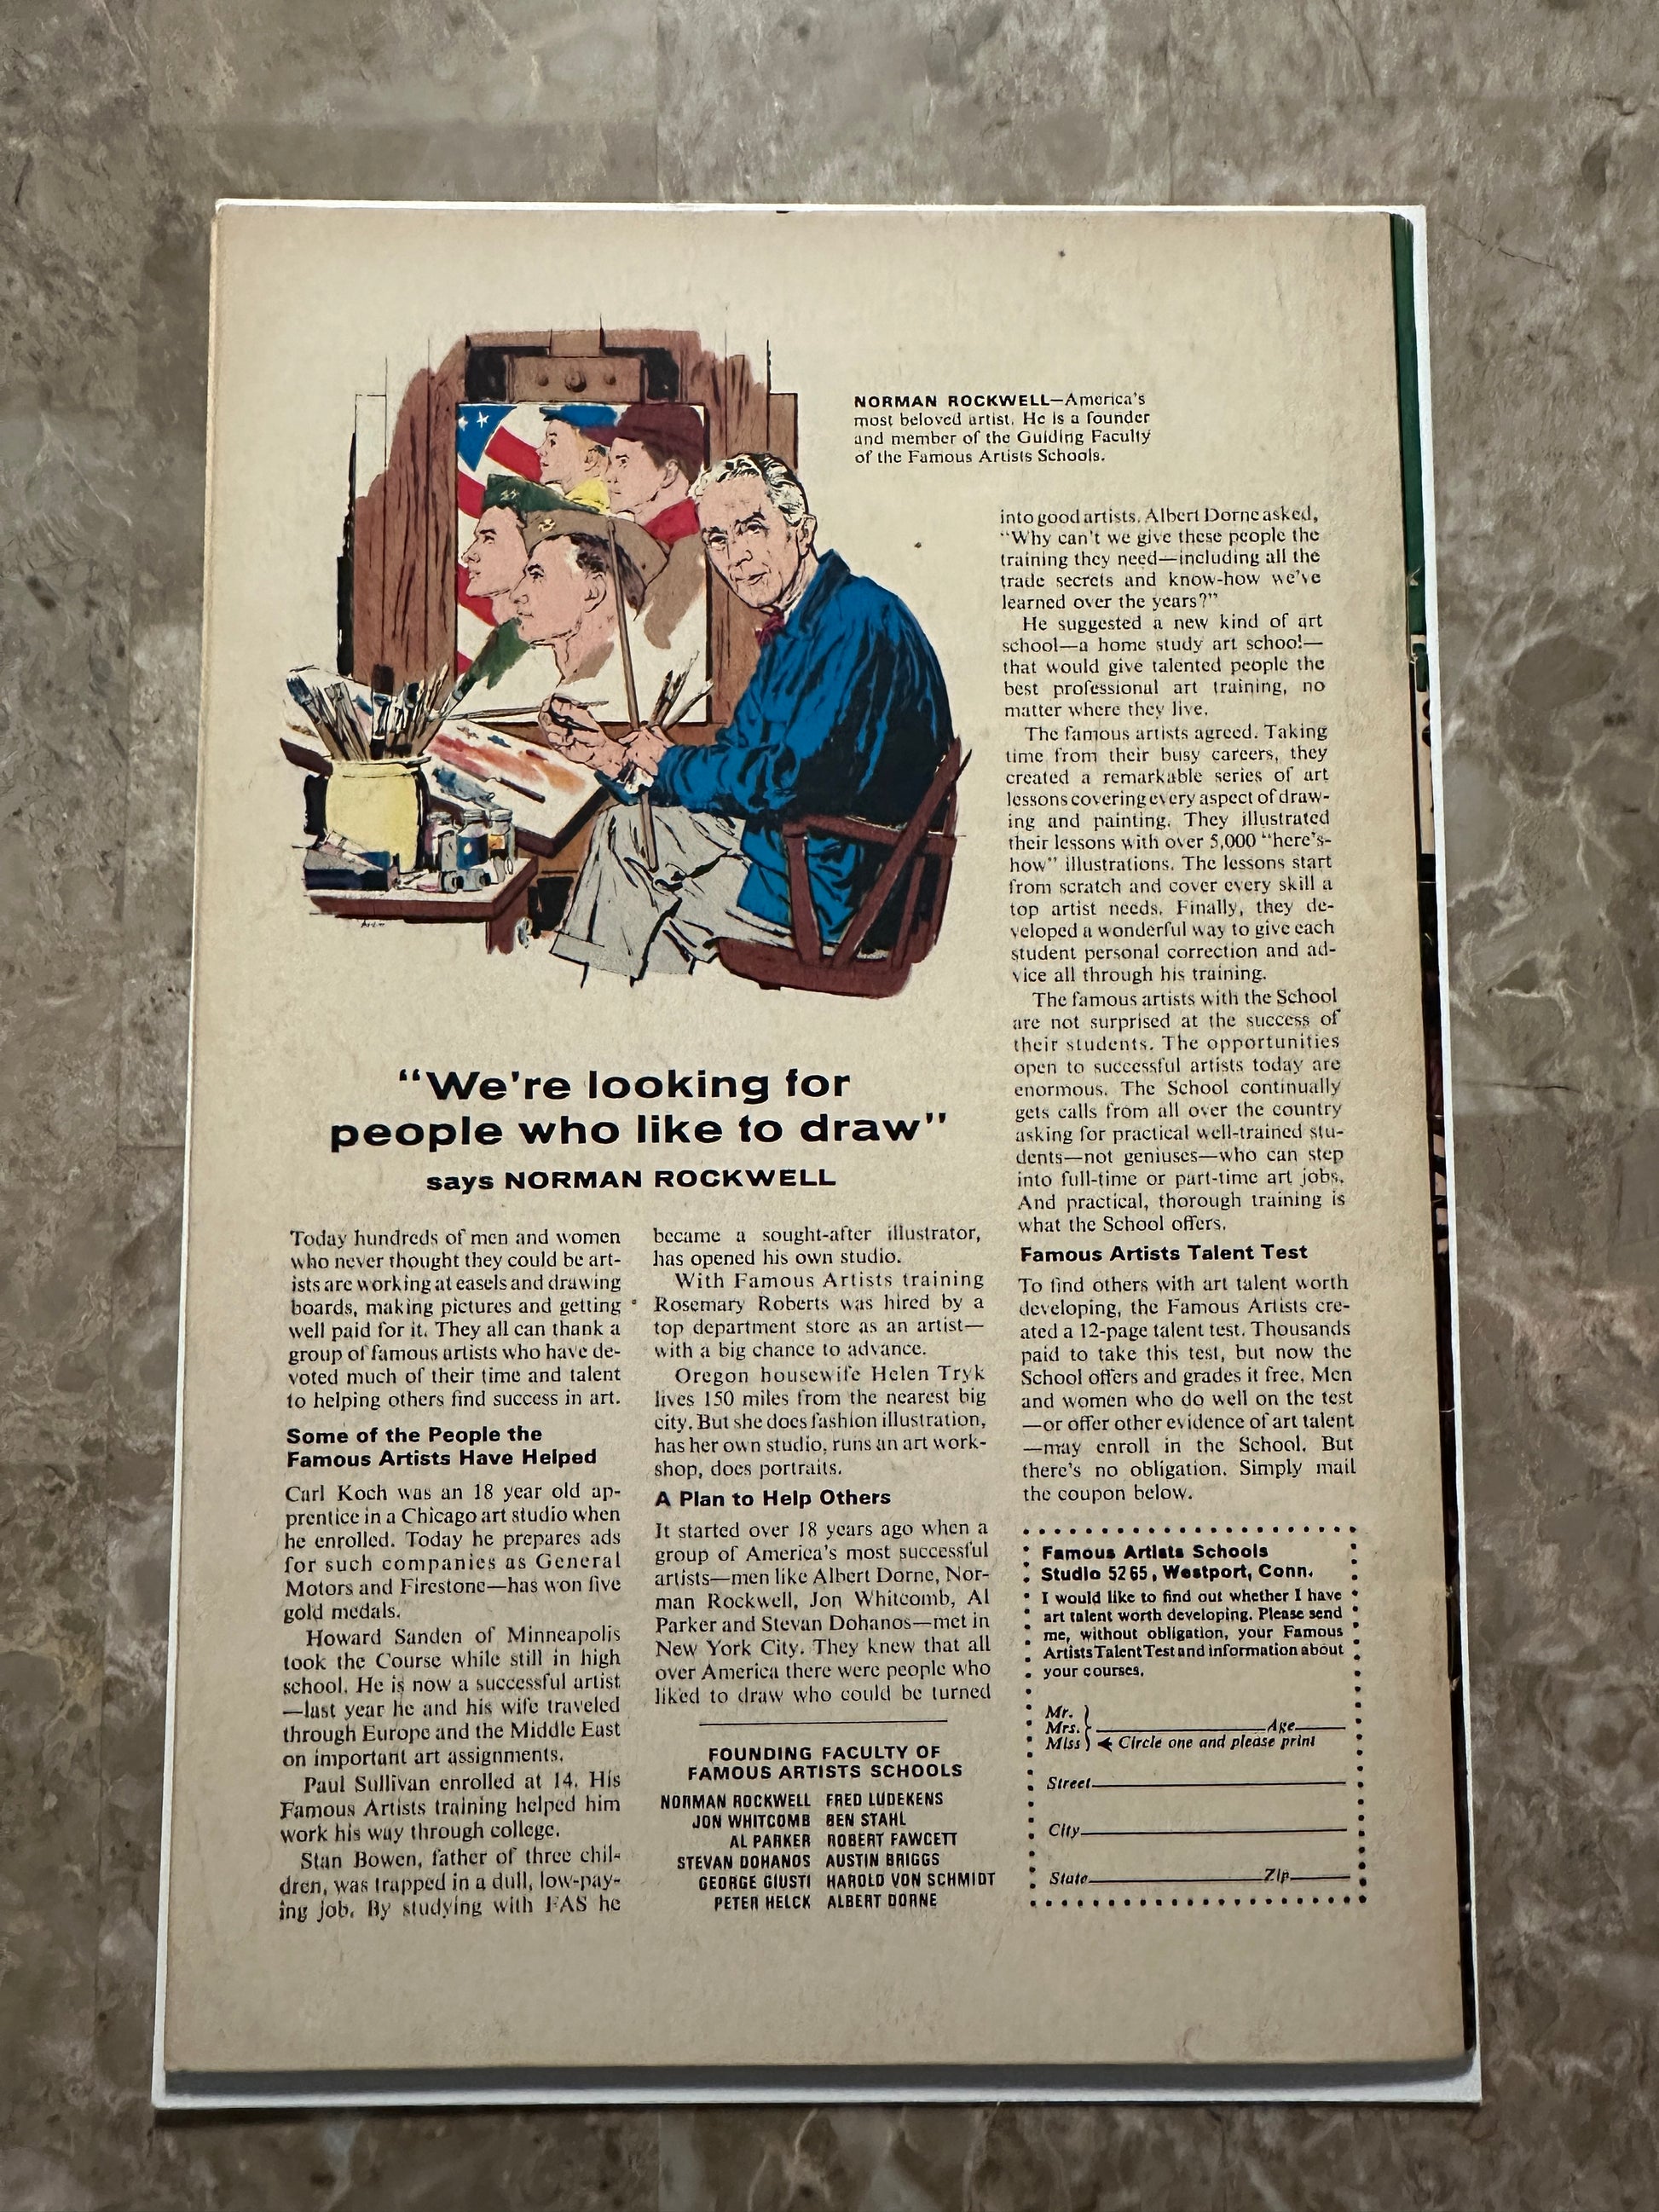 NORMAN ROCKWELL—America's
most beloved artist. He is a founder
and member of the Guiding Faculty
of the Famous Artists Schools.
"We're looking for
people who like to draw"
says NORMAN ROCKWELL
Today hundreds of men and women
who never thought they could be art-
ists are working at easels and drawing
boards, making pictures and getting
well paid for it. They all can thank a
group of famous artists who have de-
voted much of their time and talent
to helping others find success in art.
Some of the People the
Famous Artists Have Helped
Carl Koch was an 18 year old ap-
prentice in a Chicago art studio when
he enrolled. Today he prepares ads
for such companies as General
Motors and Firestone—has won five
gold medals.
Howard Sanden of Minneapolis
took the Course while still in high
school. He is now a successful artist
—last year he and his wife traveled
through Europe and the Middle East
on important art assignments.
Paul Sullivan enrolled at 14. His
Famous Artists training helped him
work his way through college.
Stan Bowen, father of three chil-
dren, was trapped in a dull, low-pay-
ing job. By studying with FAS he
became a sought-after illustrator,
has opened his own studio.
With Famous Artists training
Rosemary Roberts was hired by a
top department store as an artist—
with a big chance to advance.
Oregon housewife Helen Tryk
lives 150 miles from the nearest big
city. But she does fashion illustration,
has her own studio, runs an art work-
shop, does portraits.
A Plan to Help Others
It started over 18 years ago when a
group of America's most successful
artists—men like Albert Dorne, Nor-
man Rockwell, Jon Whitcomb, Al
Parker and Stevan Dohanos—met in
New York City. They knew that all
over America there were people who
liked to draw who could be turned
FOUNDING FACULTY OF
FAMOUS ARTISTS SCHOOLS
NORMAN ROCKWELL FRED LUDEKENS
JON WHITCOMB BEN STAHL
AL PARKER ROBERT FAWCETT
STEVAN DOHANOS AUSTIN BRIGGS
GEORGE GIUSTI HAROLD VON SCHMIDT
PETER HELCK ALBERT DORNE
into good artists. Albert Dorne asked,
"Why can't we give these people the
training they need—including all the
trade secrets and know-how we've
learned over the years?"
He suggested a new kind of art
school—a home study art school—
that would give talented people the
best professional art training, no
matter where they live.
The famous artists agreed. Taking
time from their busy careers, they
created a remarkable series of art
lessons covering every aspect of draw-
ing and painting. They illustrated
their lessons with over 5,000 "here's-
how" illustrations. The lessons start
from scratch and cover every skill a
top artist needs. Finally, they de-
veloped a wonderful way to give each
student personal correction and ad-
vice all through his training.
The famous artists with the School
are not surprised at the success of
their students. The opportunities
open to successful artists today are
enormous. The School continually
gets calls from all over the country
asking for practical well-trained stu-
dents—not geniuses—who can step
into full-time or part-time art jobs.
And practical, thorough training is
what the School offers.
Famous Artists Talent Test
To find others with art talent worth
developing, the Famous Artists cre-
ated a 12-page talent test. Thousands
paid to take this test, but now the
School offers and grades it free. Men
and women who do well on the test
—or offer other evidence of art talent
—may enroll in the School. But
there's no obligation. Simply mail
the coupon below.
Famous Artists Schools
Studio 5265, Westport, Conn.
I would like to find out whether I have
art talent worth developing. Please send
me, without obligation, your Famous
Artists Talent Test and information about
your courses.
Mr.
Mrs. Age
Miss Circle one and please print
Street
City
State Zip